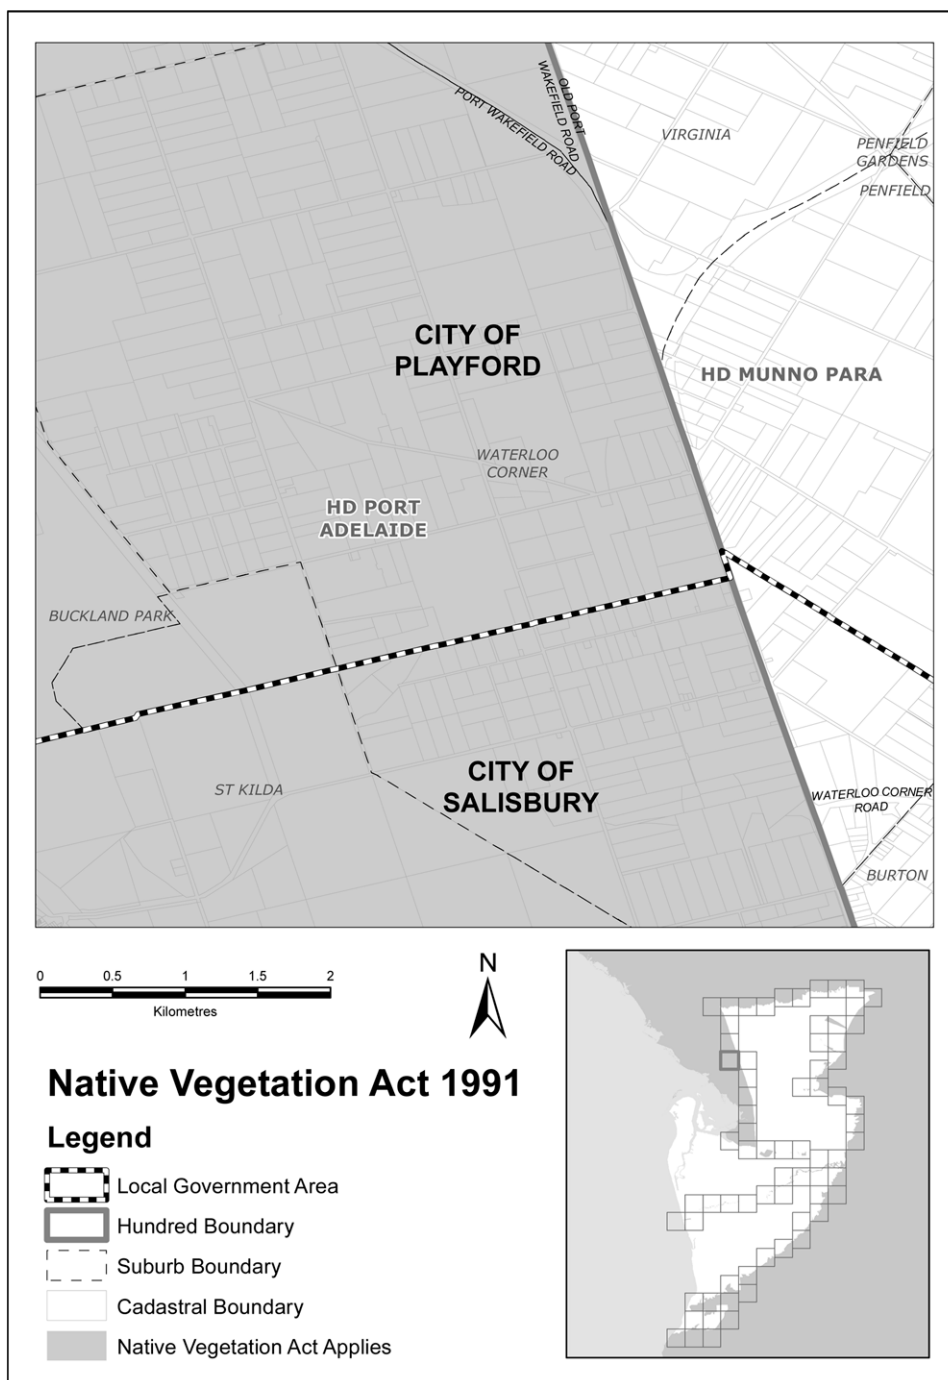 OLD PORT
WAKEFIELD ROAD
PORT WAKEFIELD ROAD
VIRGINIA
PENFIELD
GARDENS
PENFIELD
CITY OF
PLAYFORD
HD MUNNO PARA
WATERLOO
CORNER
HD PORT
ADELAIDE
BUCKLAND PARK
ST KILDA
CITY OF
SALISBURY
WATERLOO CORNER
ROAD
BURTON
0 0.5 1 1.5 2
Kilometres
N
Native Vegetation Act 1991
Legend
Local Government Area
Hundred Boundary
Suburb Boundary
Cadastral Boundary
Native Vegetation Act Applies